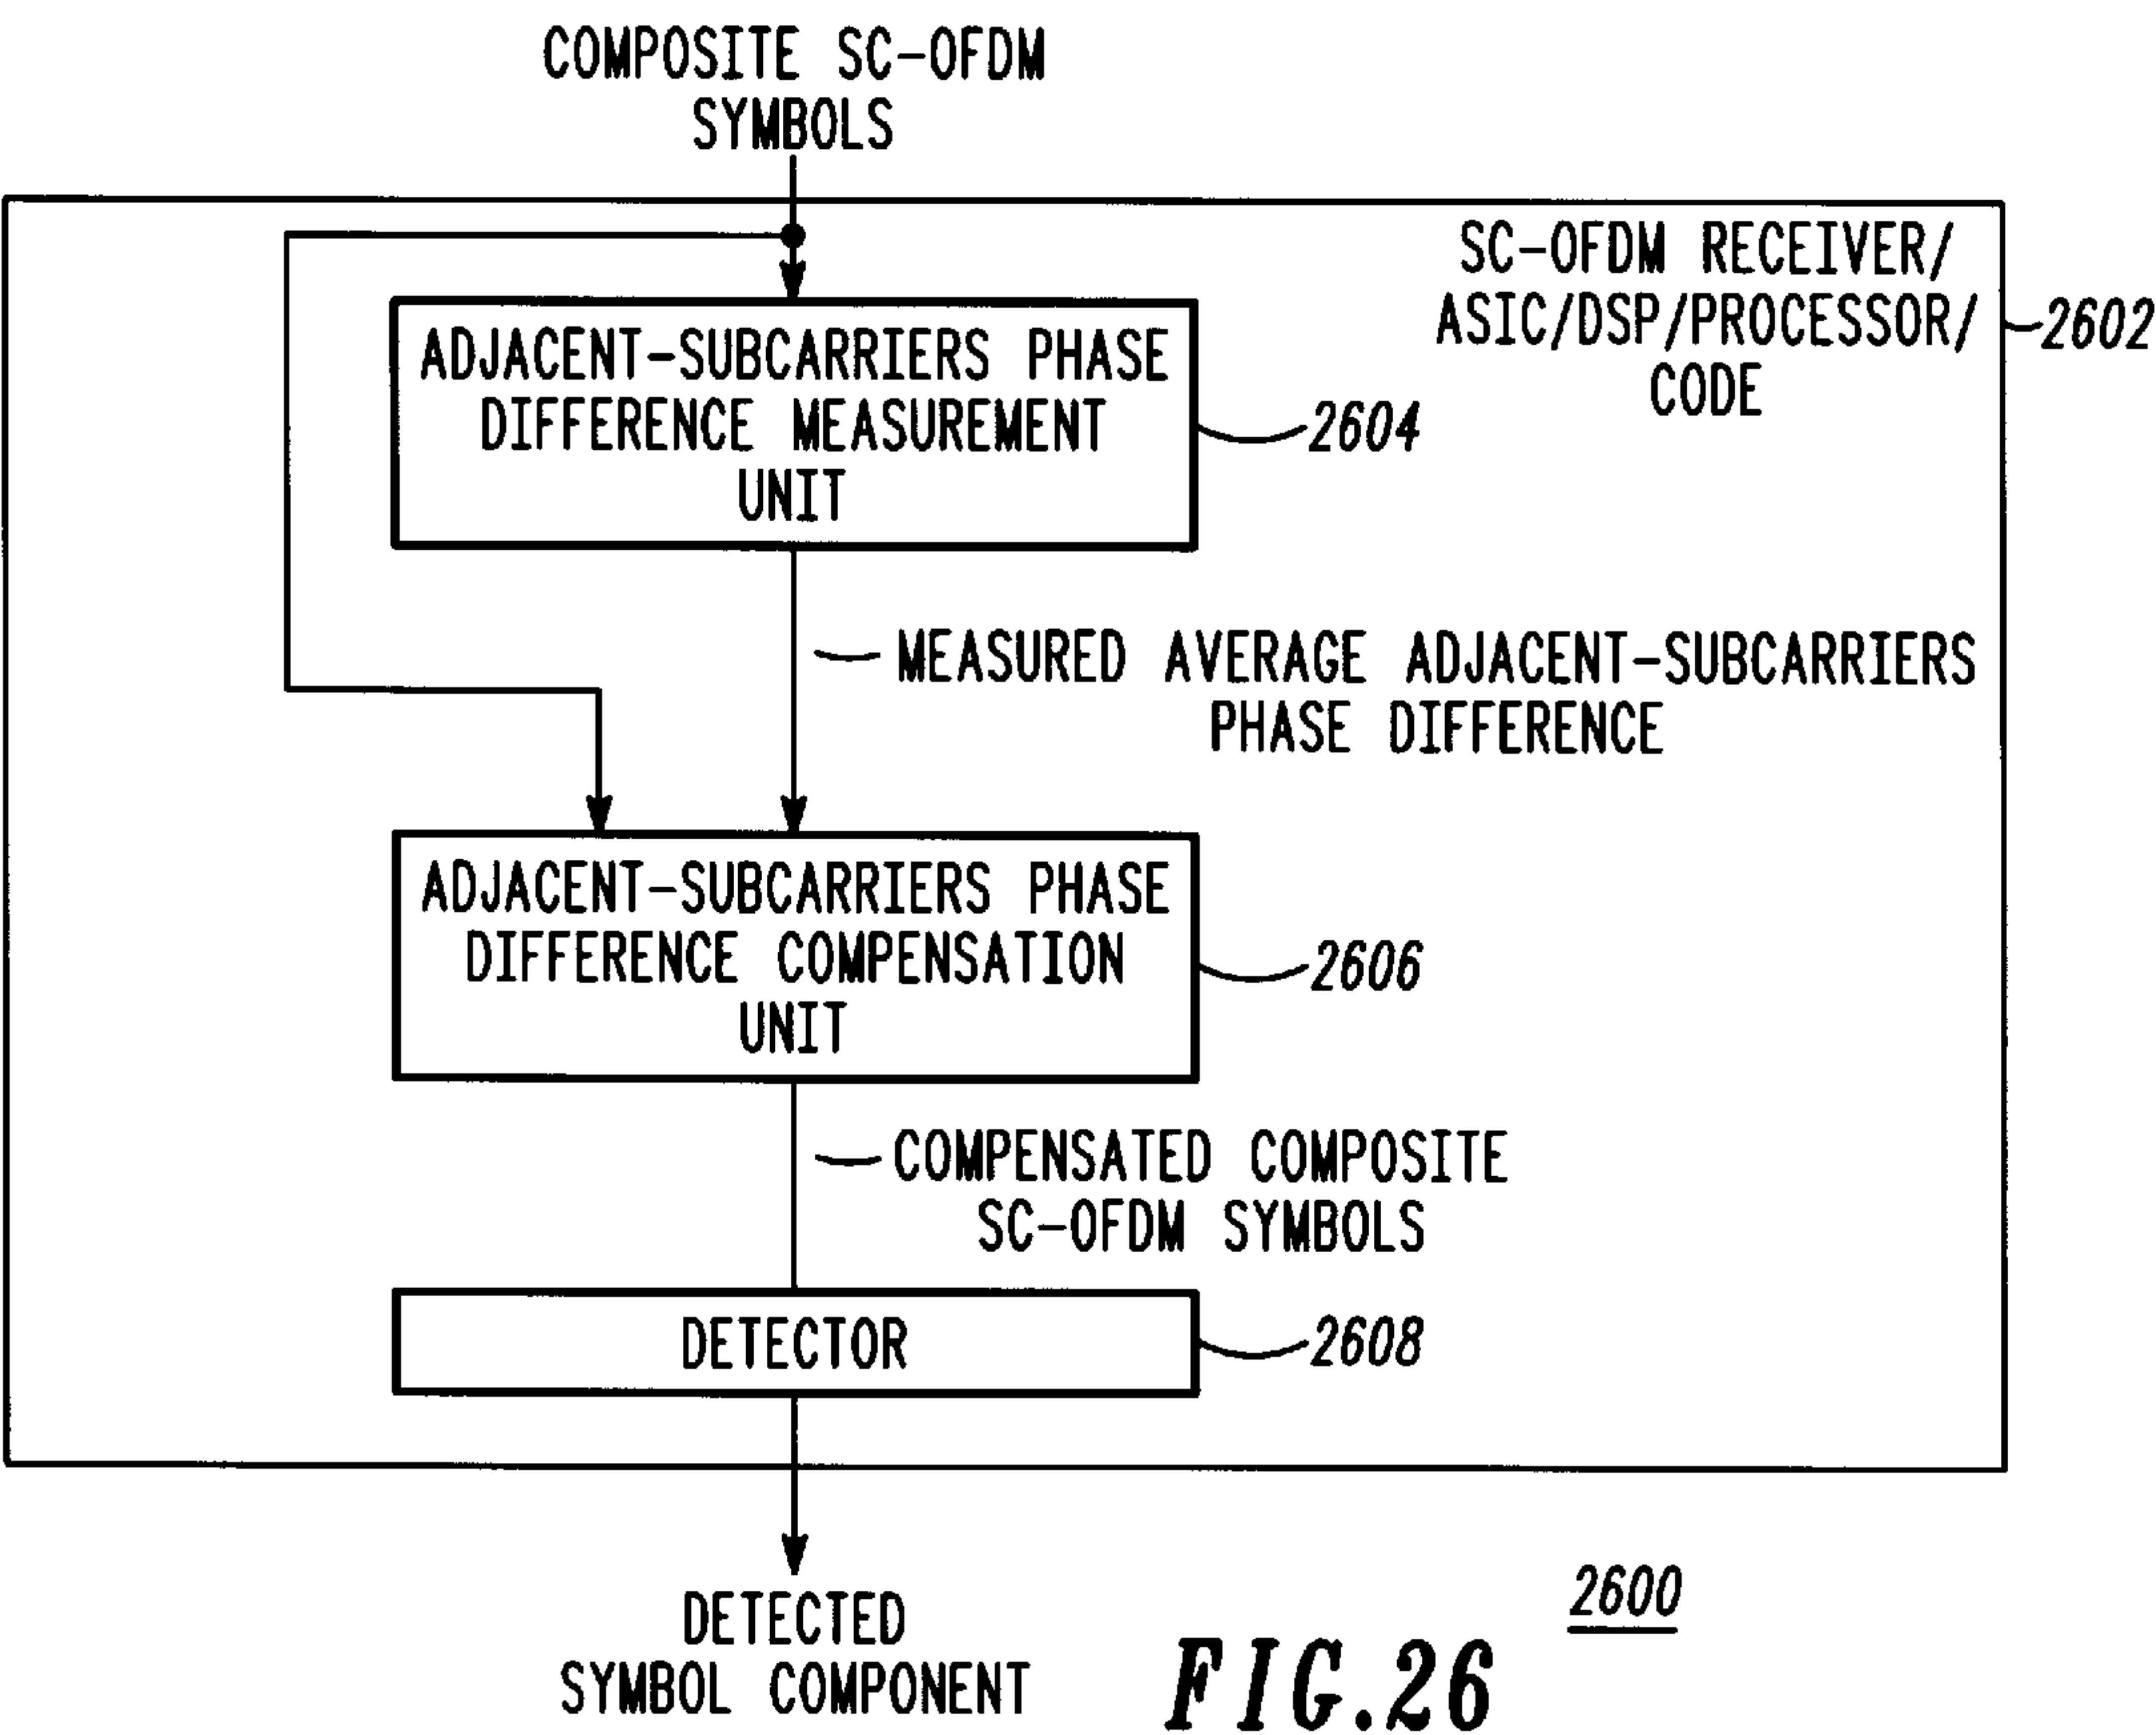 COMPOSITE SC-OFDM
SYMBOLS
SC-OFDM RECEIVER/
ASIC/DSP/PROCESSOR/
CODE
2602
ADJACENT-SUBCARRIERS PHASE
DIFFERENCE MEASUREMENT
UNIT
2604
MEASURED AVERAGE ADJACENT-SUBCARRIERS
PHASE DIFFERENCE
ADJACENT-SUBCARRIERS PHASE
DIFFERENCE COMPENSATION
UNIT
2606
COMPENSATED COMPOSITE
SC-OFDM SYMBOLS
DETECTOR
2608
DETECTED
SYMBOL COMPONENT
2600
FIG.26